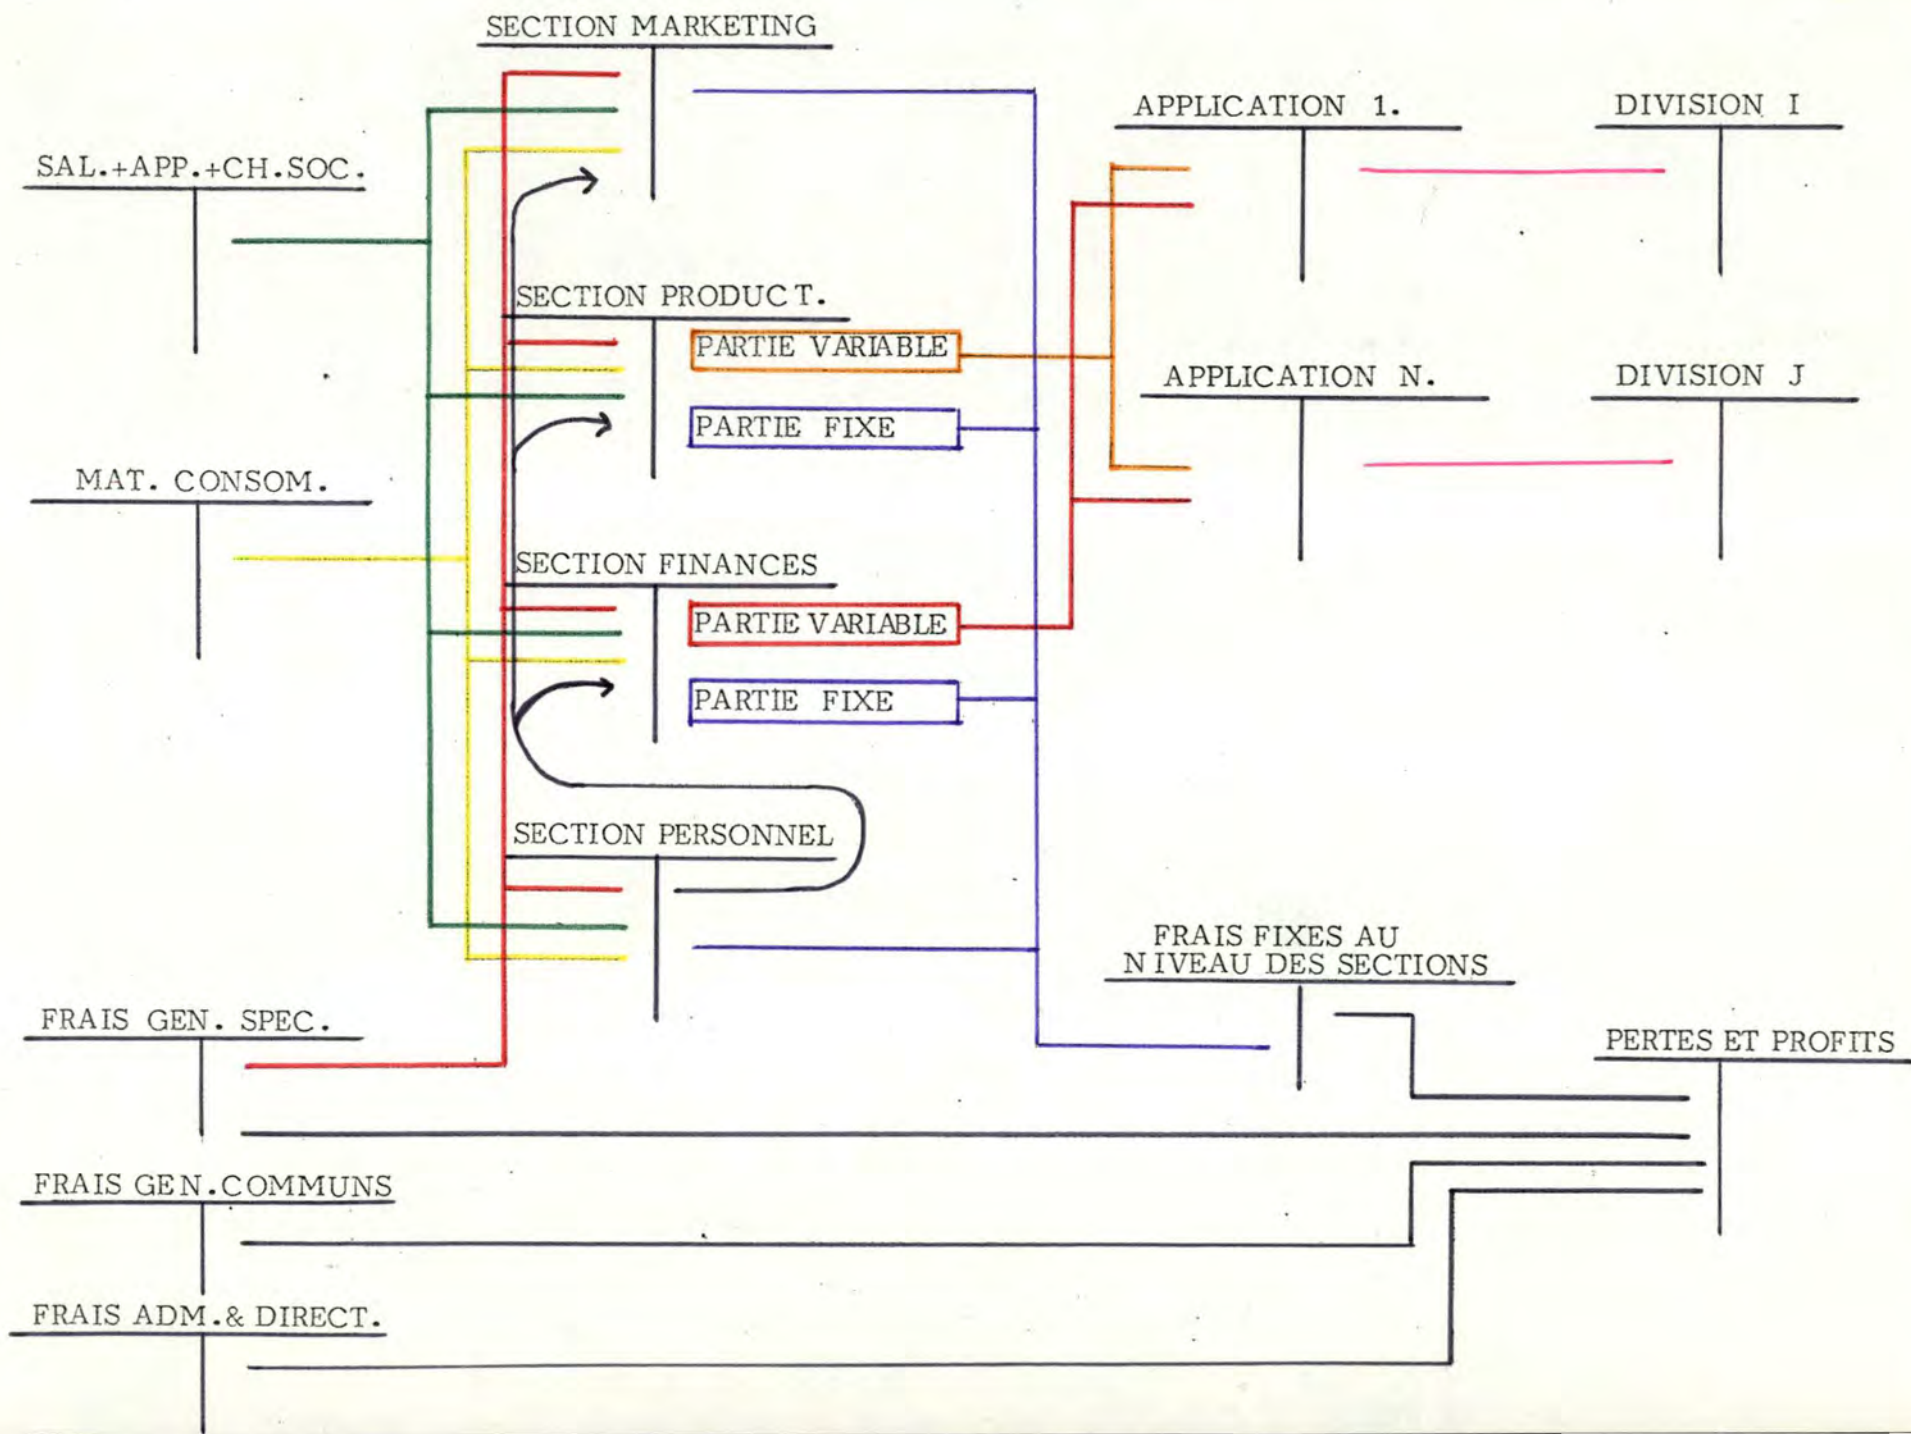 SECTION MARKETING
APPLICATION 1.
DIVISION I
SAL.+APP.+CH.SOC.
SECTION PRODUCT.
PARTIE VARIABLE
APPLICATION N.
DIVISION J
PARTIE FIXE
MAT. CONSOM.
SECTION FINANCES
PARTIE VARIABLE
PARTIE FIXE
SECTION PERSONNEL
FRAIS FIXES AU
NIVEAU DES SECTIONS
FRAIS GEN. SPEC.
PERTES ET PROFITS
FRAIS GEN.COMMUNS
FRAIS ADM.& DIRECT.